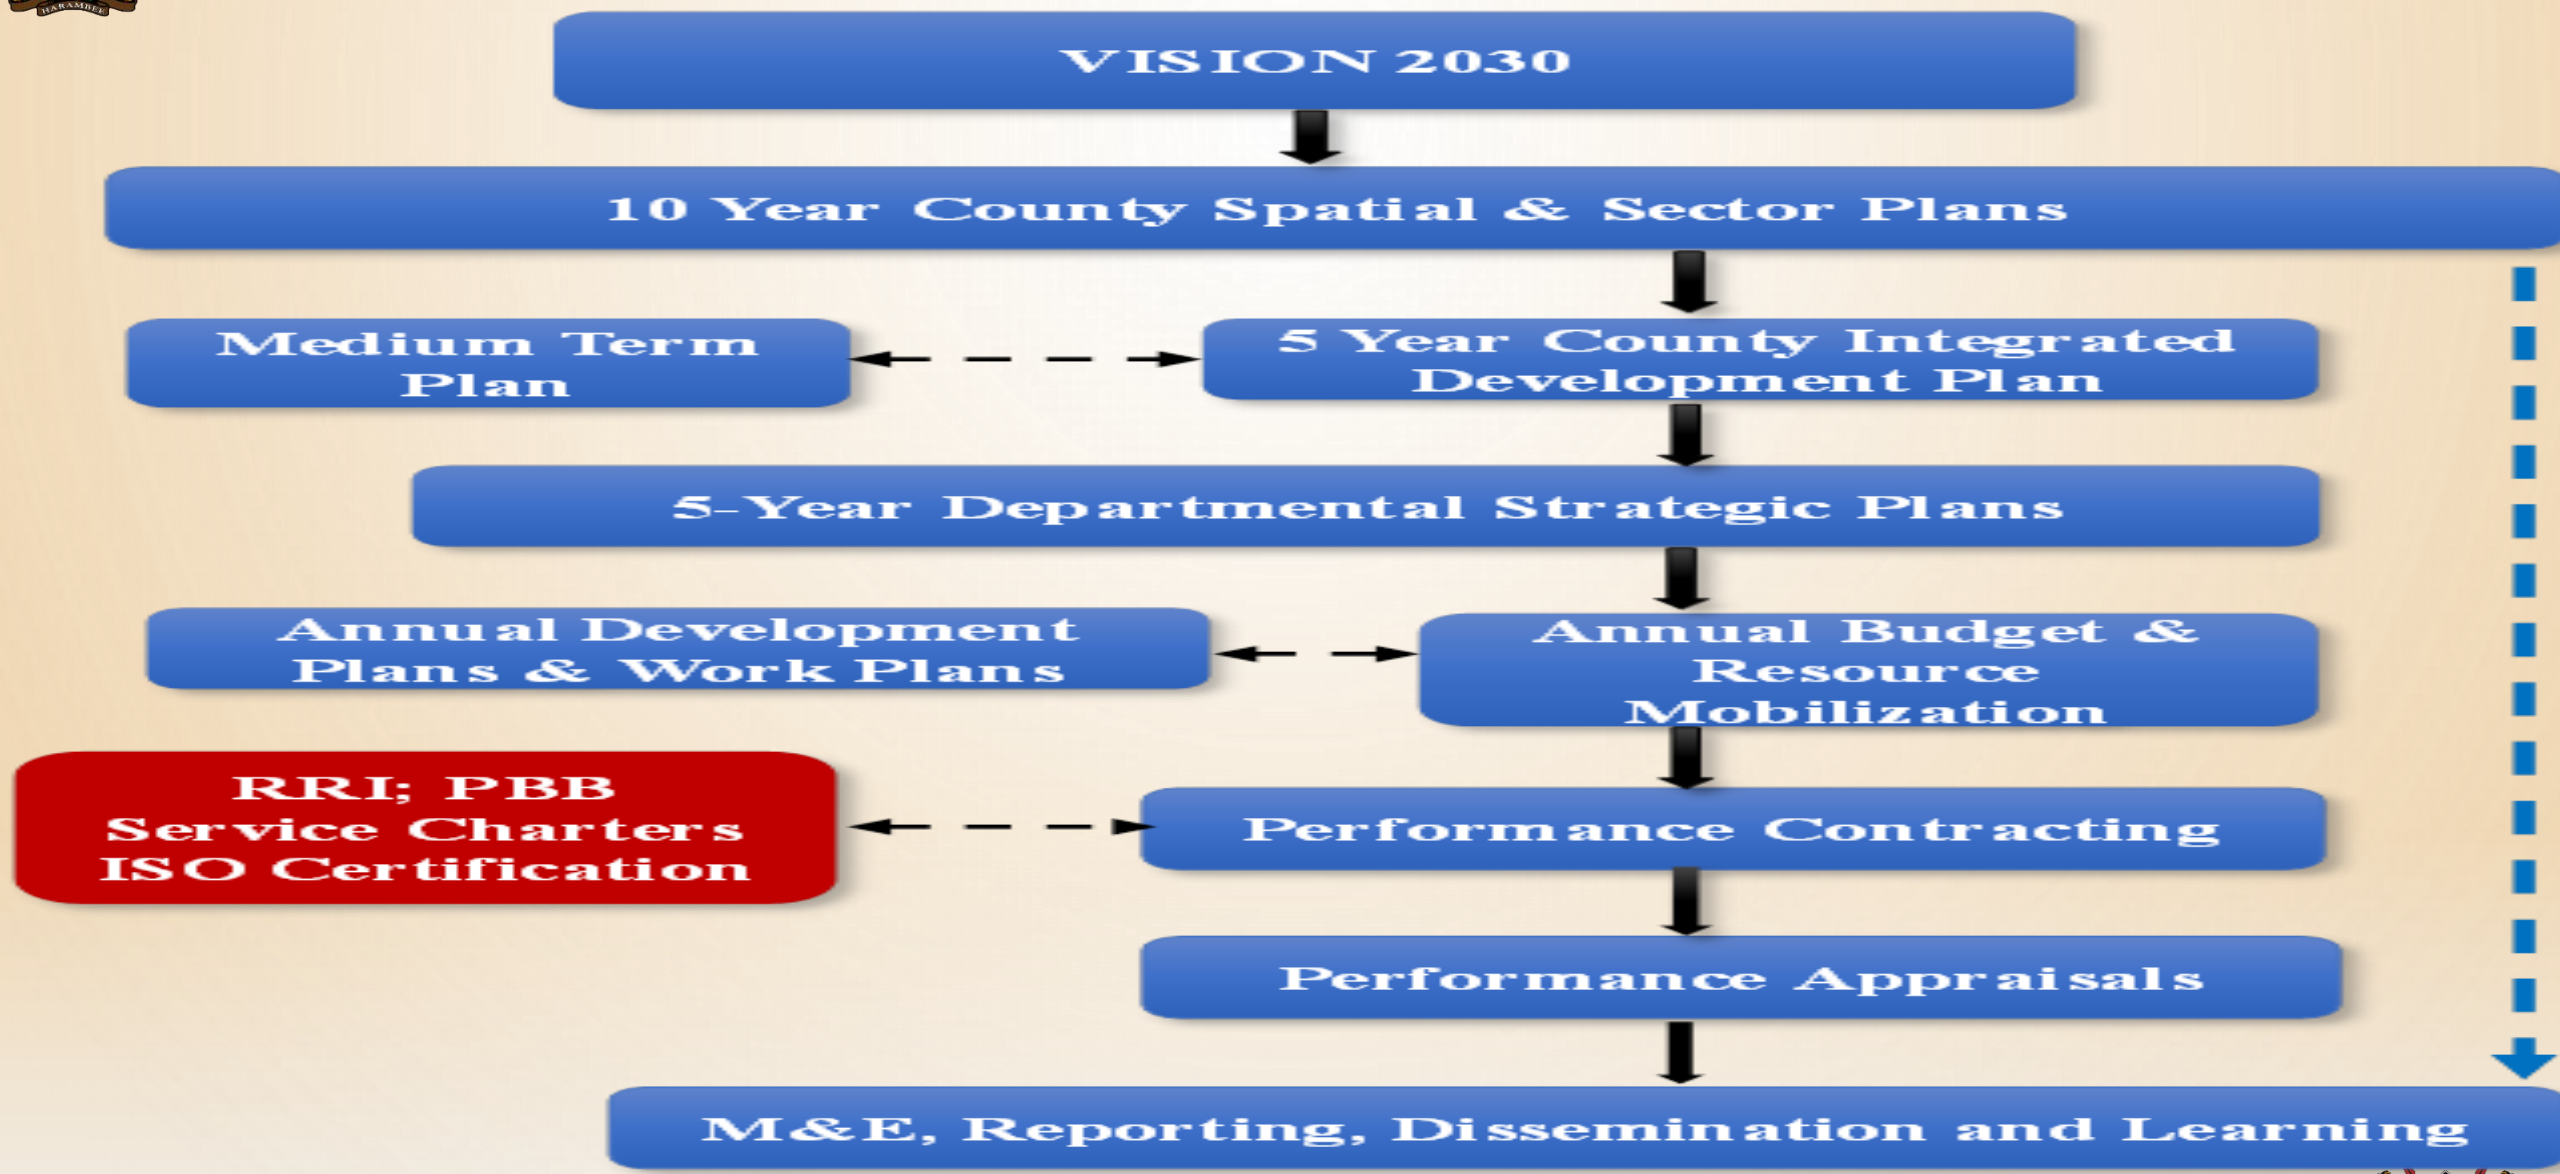 HARAMBEE
VISION 2030
10 Year County Spatial & Sector Plans
Medium Term
Plan
5 Year County Integrated
Development Plan
5-Year Departmental Strategic Plans
Annual Development
Plans & Work Plans
Annual Budget &
Resource
Mobilization
RRI; PBB
Service Charters
ISO Certification
Performance Contracting
Performance Appraisals
M&E, Reporting, Dissemination and Learning